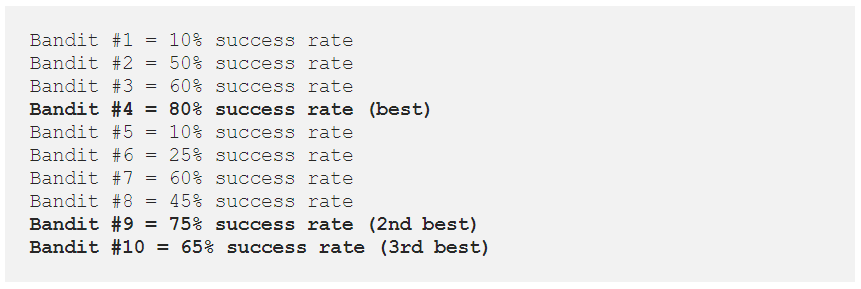 Bandit #1 = 10% success rate
Bandit #2 = 50% success rate
Bandit #3 = 60% success rate
Bandit #4 = 80% success rate (best)
Bandit #5 = 10% success rate
Bandit #6 = 25% success rate
Bandit #7 = 60% success rate
Bandit #8 = 45% success rate
Bandit #9 = 75% success rate (2nd best)
Bandit #10 = 65% success rate (3rd best)